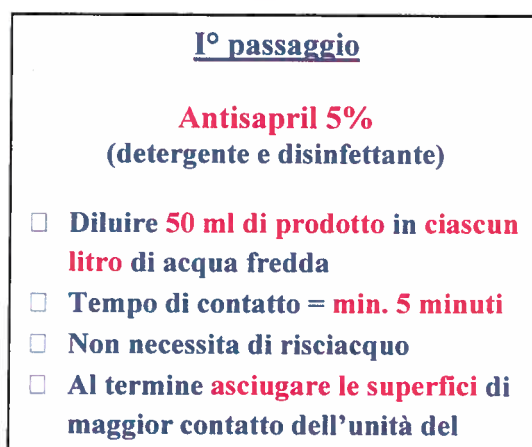 I° passaggio
Antisapril 5%
(detergente e disinfettante)
Diluire 50 ml di prodotto in ciascun
litro di acqua fredda
Tempo di contatto = min. 5 minuti
Non necessita di risciacquo
Al termine asciugare le superfici di
maggior contatto dell'unità del